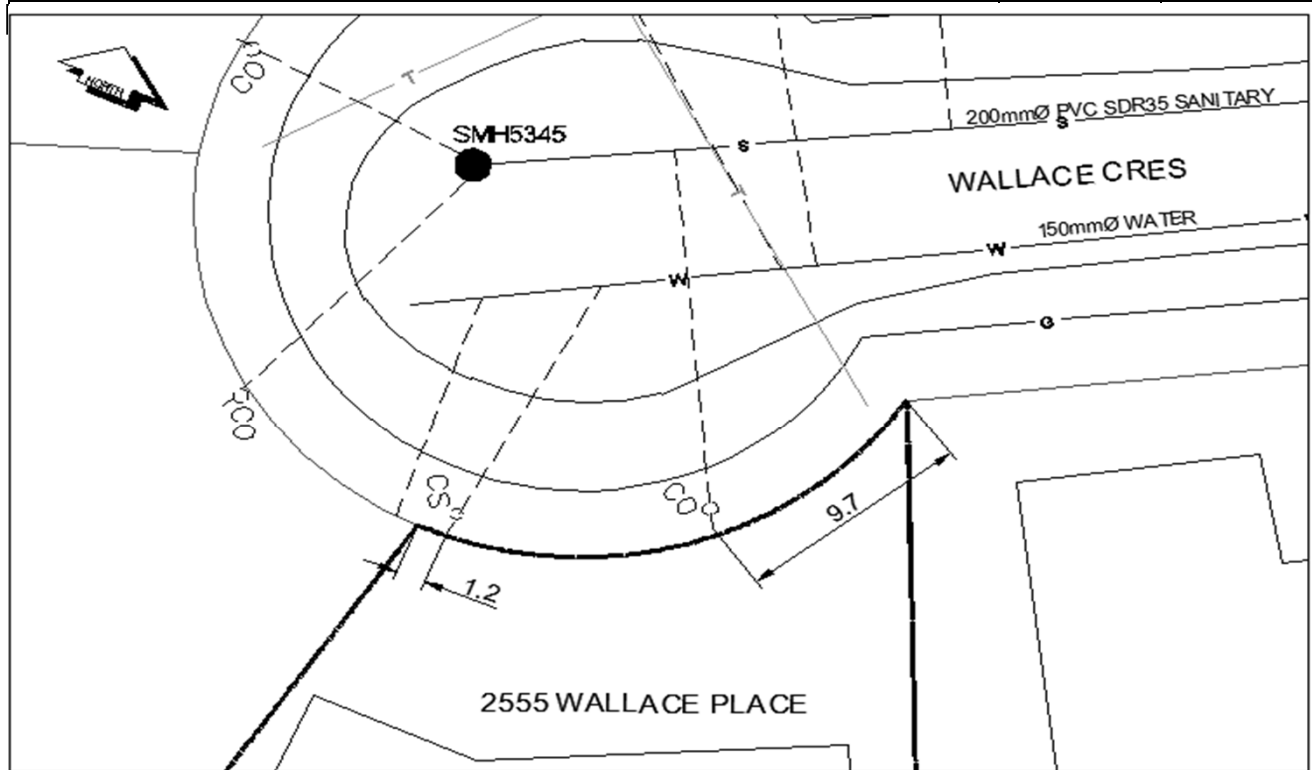 NORTH
CO
T
SMH5345
S
200mmØ PVC SDR35 SANITARY
S
WALLACE CRES
T
150mmØ WATER
W
W
G
CO
CS
CO
9.7
1.2
2555 WALLACE PLACE